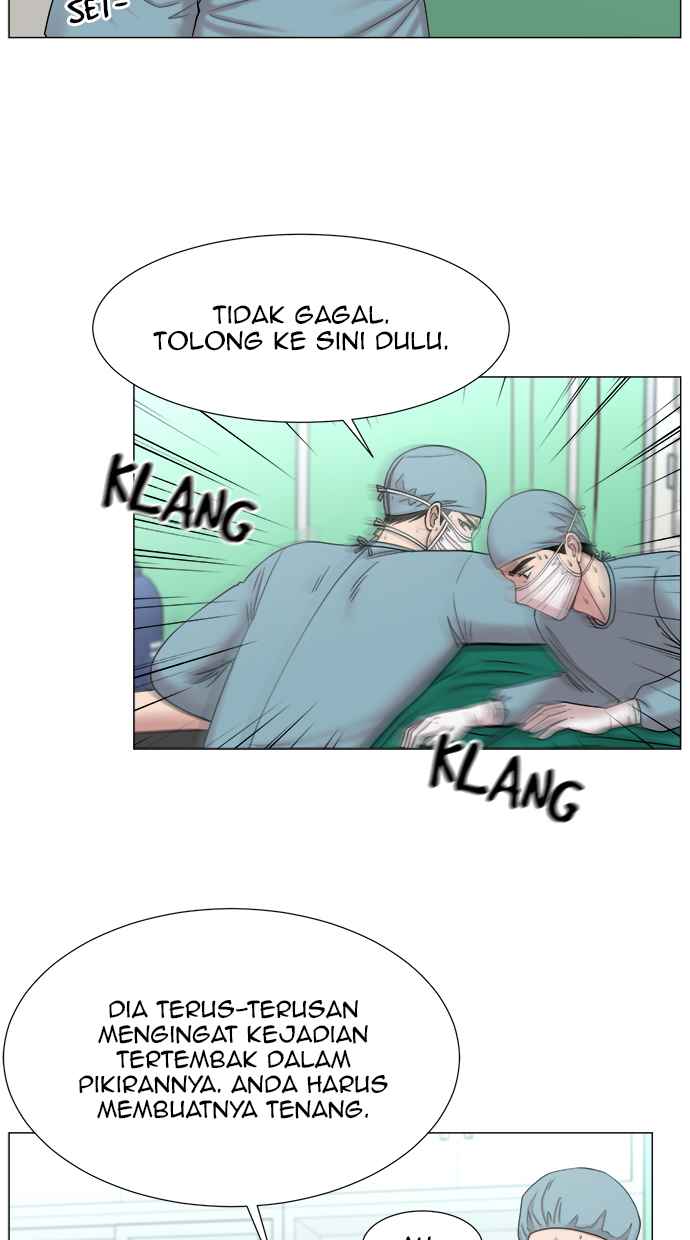 SET-
TIDAK GAGAL.
TOLONG KE SINI DULU.
KLANG
KLANG
DIA TERUS-TERUSAN
MENGINGAT KEJADIAN
TERTEMBAK DALAM
PIKIRANNYA. ANDA HARUS
MEMBUATNYA TENANG.